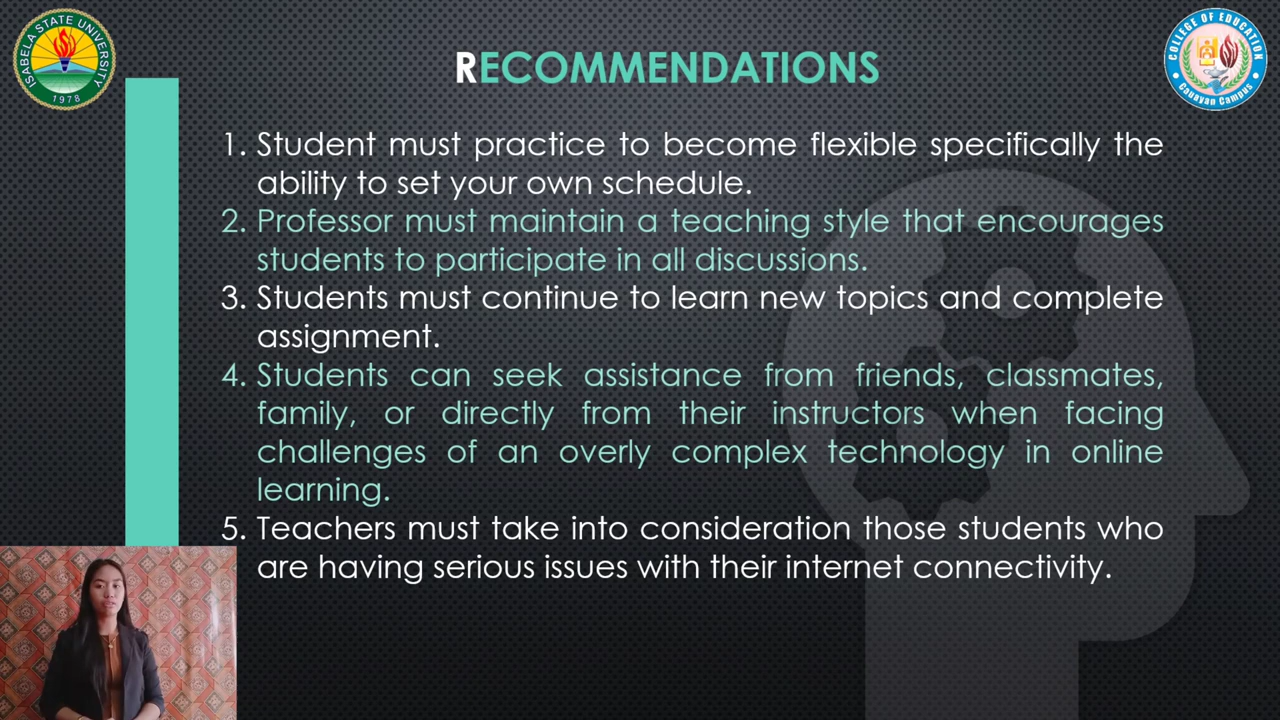 ISABELA STATE UNIVERSITY
1978
RECOMMENDATIONS
COLLEGE OF EDUCATION
Cauayan Campus
1. Student must practice to become flexible specifically the
ability to set your own schedule.
2. Professor must maintain a teaching style that encourages
students to participate in all discussions.
3. Students must continue to learn new topics and complete
assignment.
4. Students can seek assistance from friends, classmates,
family, or directly from their instructors when facing
challenges of an overly complex technology in online
learning.
5. Teachers must take into consideration those students who
are having serious issues with their internet connectivity.